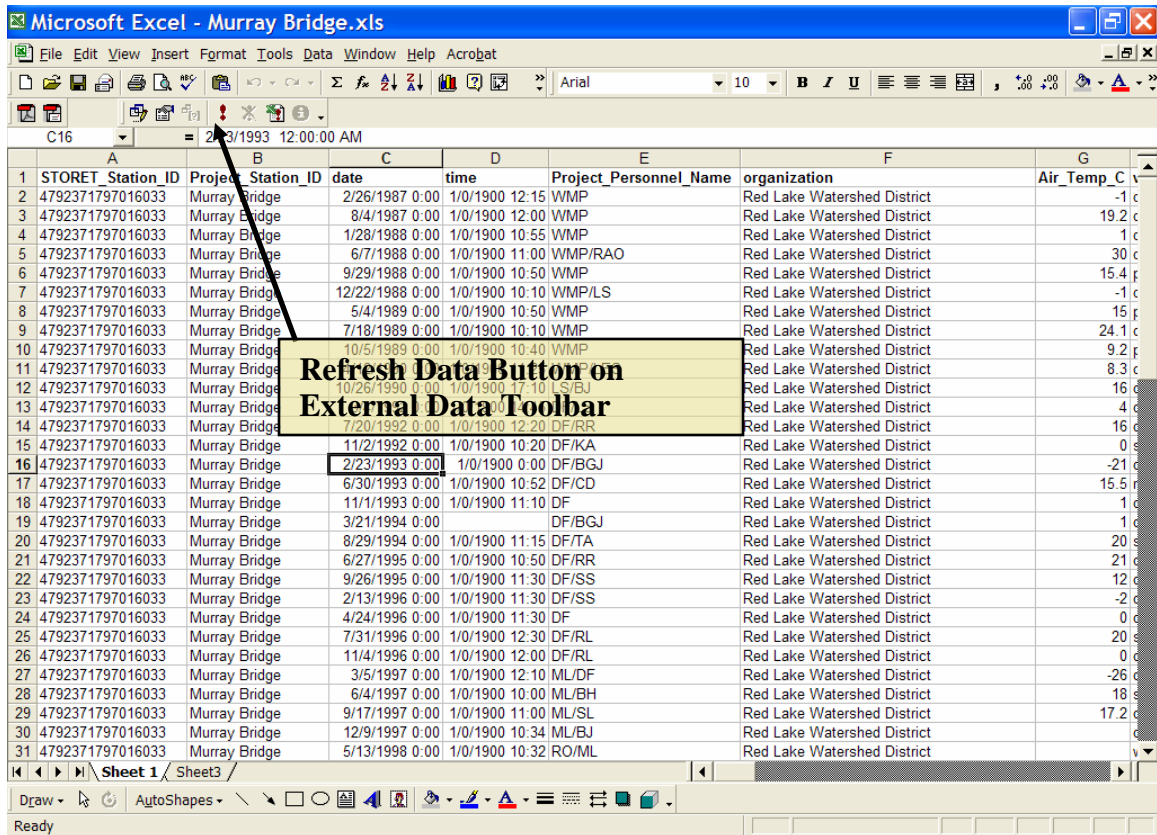 Microsoft Excel - Murray Bridge.xls
File Edit View Insert Format Tools Data Window Help Acrobat
Arial 10 B I U
C16 = 2/23/1993 12:00:00 AM
A B C D E F G
1 STORET_Station_ID Project_Station_ID date time Project_Personnel_Name organization Air_Temp_C
2 4792371797016033 Murray Bridge 2/26/1987 0:00 1/0/1900 12:15 WMP Red Lake Watershed District -1
3 4792371797016033 Murray Bridge 8/4/1987 0:00 1/0/1900 12:00 WMP Red Lake Watershed District 19.2
4 4792371797016033 Murray Bridge 1/28/1988 0:00 1/0/1900 10:55 WMP Red Lake Watershed District 1
5 4792371797016033 Murray Bridge 6/7/1988 0:00 1/0/1900 11:00 WMP/RAO Red Lake Watershed District 30
6 4792371797016033 Murray Bridge 9/29/1988 0:00 1/0/1900 10:50 WMP Red Lake Watershed District 15.4
7 4792371797016033 Murray Bridge 12/22/1988 0:00 1/0/1900 10:10 WMP/LS Red Lake Watershed District -1
8 4792371797016033 Murray Bridge 5/4/1989 0:00 1/0/1900 10:50 WMP Red Lake Watershed District 15
9 4792371797016033 Murray Bridge 7/18/1989 0:00 1/0/1900 10:10 WMP Red Lake Watershed District 24.1
10 4792371797016033 Murray Bridge 10/5/1989 0:00 1/0/1900 10:40 WMP Red Lake Watershed District 9.2
11 4792371797016033 Murray Bridge Red Lake Watershed District 8.3
Refresh Data Button on
12 4792371797016033 Murray Bridge 10/26/1990 0:00 1/0/1900 17:10 LS/BJ Red Lake Watershed District 16
13 4792371797016033 Murray Bridge Red Lake Watershed District 4
External Data Toolbar
14 4792371797016033 Murray Bridge 7/20/1992 0:00 1/0/1900 12:20 DF/RR Red Lake Watershed District 16
15 4792371797016033 Murray Bridge 11/2/1992 0:00 1/0/1900 10:20 DF/KA Red Lake Watershed District 0
16 4792371797016033 Murray Bridge 2/23/1993 0:00 1/0/1900 0:00 DF/BGJ Red Lake Watershed District -21
17 4792371797016033 Murray Bridge 6/30/1993 0:00 1/0/1900 10:52 DF/CD Red Lake Watershed District 15.5
18 4792371797016033 Murray Bridge 11/1/1993 0:00 1/0/1900 11:10 DF Red Lake Watershed District 1
19 4792371797016033 Murray Bridge 3/21/1994 0:00 DF/BGJ Red Lake Watershed District 1
20 4792371797016033 Murray Bridge 8/29/1994 0:00 1/0/1900 11:15 DF/TA Red Lake Watershed District 20
21 4792371797016033 Murray Bridge 6/27/1995 0:00 1/0/1900 10:50 DF/RR Red Lake Watershed District 21
22 4792371797016033 Murray Bridge 9/26/1995 0:00 1/0/1900 11:30 DF/SS Red Lake Watershed District 12
23 4792371797016033 Murray Bridge 2/13/1996 0:00 1/0/1900 11:30 DF/SS Red Lake Watershed District -2
24 4792371797016033 Murray Bridge 4/24/1996 0:00 1/0/1900 11:30 DF Red Lake Watershed District 0
25 4792371797016033 Murray Bridge 7/31/1996 0:00 1/0/1900 12:30 DF/RL Red Lake Watershed District 20
26 4792371797016033 Murray Bridge 11/4/1996 0:00 1/0/1900 12:00 DF/RL Red Lake Watershed District 0
27 4792371797016033 Murray Bridge 3/5/1997 0:00 1/0/1900 12:10 ML/DF Red Lake Watershed District -26
28 4792371797016033 Murray Bridge 6/4/1997 0:00 1/0/1900 10:00 ML/BH Red Lake Watershed District 18
29 4792371797016033 Murray Bridge 9/17/1997 0:00 1/0/1900 11:00 ML/SL Red Lake Watershed District 17.2
30 4792371797016033 Murray Bridge 12/9/1997 0:00 1/0/1900 10:34 ML/BJ Red Lake Watershed District
31 4792371797016033 Murray Bridge 5/13/1998 0:00 1/0/1900 10:32 RO/ML Red Lake Watershed District
Sheet 1 Sheet3
Draw AutoShapes
Ready